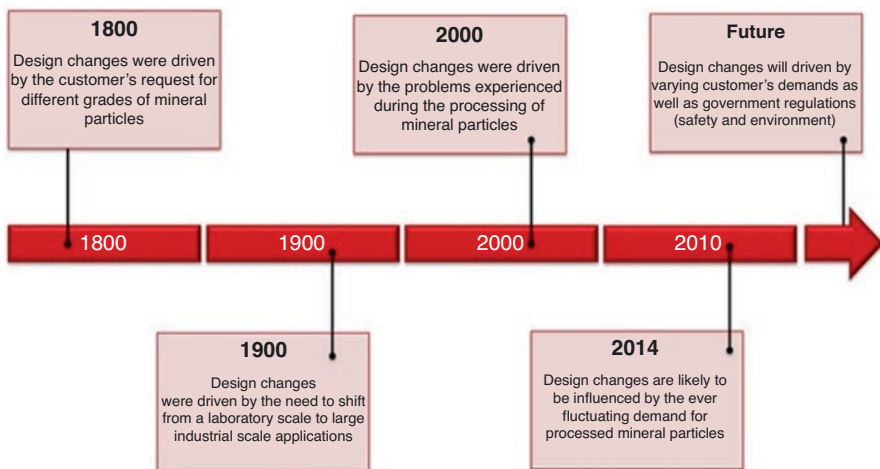 1800
Design changes were driven
by the customer's request for
different grades of mineral
particles
2000
Design changes were driven
by the problems experienced
during the processing of
mineral particles
Future
Design changes will driven by
varying customer's demands as
well as government regulations
(safety and environment)
1800
1900
2000
2010
1900
Design changes
were driven by the need to shift
from a laboratory scale to large
industrial scale applications
2014
Design changes are likely to
be influenced by the ever
fluctuating demand for
processed mineral particles